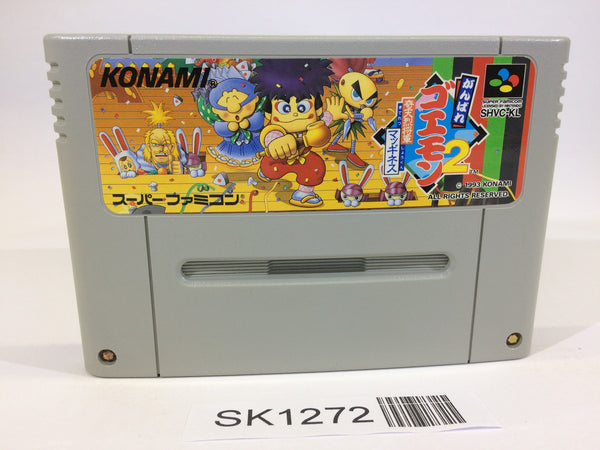 KONAMI®
がんばれ
ゴエモン2
奇天烈将軍
マッギネス
SUPER FAMICOM
LICENSED BY NINTENDO
SHVC-KL
TM
© 1993 KONAMI
ALL RIGHTS RESERVED.
スーパーファミコン
SK1272